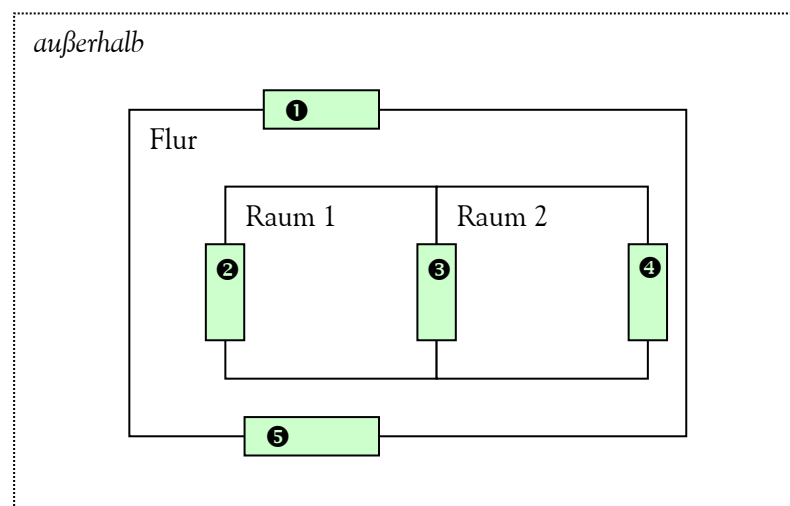 außerhalb
❶
Flur
Raum 1
Raum 2
❷
❸
❹
❺